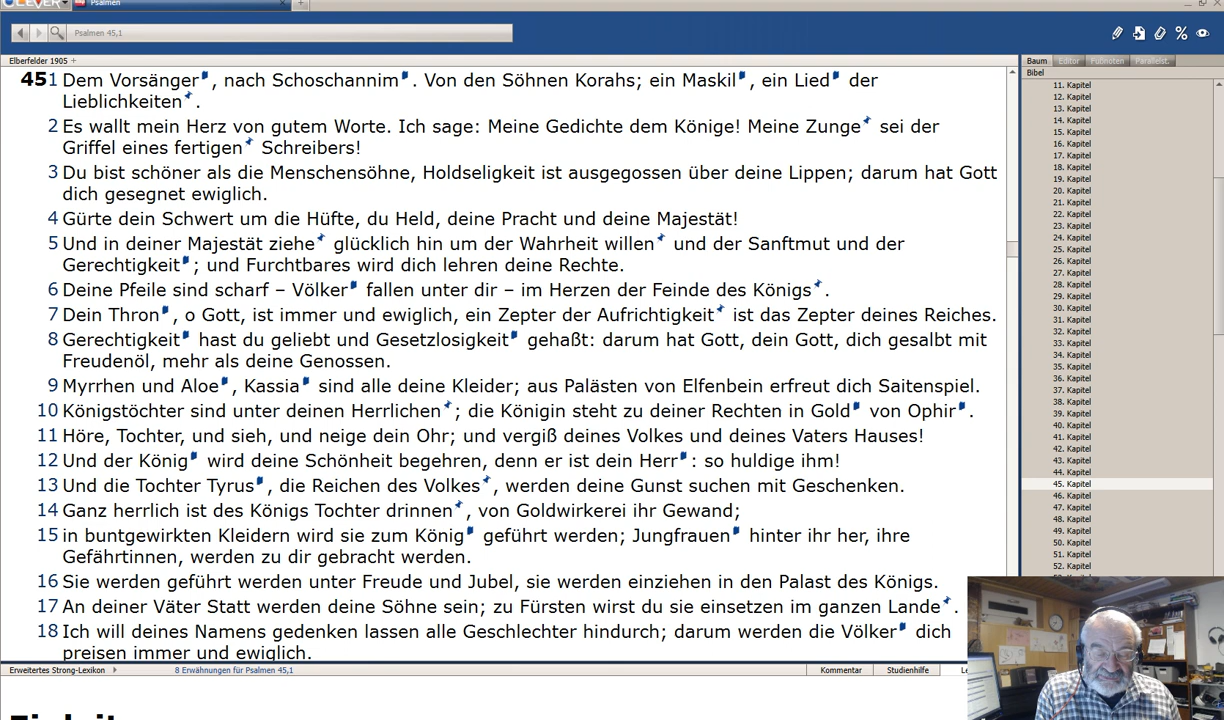 CLEVER
Psalmen
Psalmen 45,1
Elberfelder 1905 +
45 1 Dem Vorsänger, nach Schoschannim. Von den Söhnen Korahs; ein Maskil, ein Lied der
Lieblichkeiten.
2 Es wallt mein Herz von gutem Worte. Ich sage: Meine Gedichte dem Könige! Meine Zunge sei der
Griffel eines fertigen Schreibers!
3 Du bist schöner als die Menschensöhne, Holdseligkeit ist ausgegossen über deine Lippen; darum hat Gott
dich gesegnet ewiglich.
4 Gürte dein Schwert um die Hüfte, du Held, deine Pracht und deine Majestät!
5 Und in deiner Majestät ziehe glücklich hin um der Wahrheit willen und der Sanftmut und der
Gerechtigkeit; und Furchtbares wird dich lehren deine Rechte.
6 Deine Pfeile sind scharf – Völker fallen unter dir – im Herzen der Feinde des Königs.
7 Dein Thron, o Gott, ist immer und ewiglich, ein Zepter der Aufrichtigkeit ist das Zepter deines Reiches.
8 Gerechtigkeit hast du geliebt und Gesetzlosigkeit gehaßt: darum hat Gott, dein Gott, dich gesalbt mit
Freudenöl, mehr als deine Genossen.
9 Myrrhen und Aloe, Kassia sind alle deine Kleider; aus Palästen von Elfenbein erfreut dich Saitenspiel.
10 Königstöchter sind unter deinen Herrlichen; die Königin steht zu deiner Rechten in Gold von Ophir.
11 Höre, Tochter, und sieh, und neige dein Ohr; und vergiß deines Volkes und deines Vaters Hauses!
12 Und der König wird deine Schönheit begehren, denn er ist dein Herr: so huldige ihm!
13 Und die Tochter Tyrus, die Reichen des Volkes, werden deine Gunst suchen mit Geschenken.
14 Ganz herrlich ist des Königs Tochter drinnen, von Goldwirkerei ihr Gewand;
15 in buntgewirkten Kleidern wird sie zum König geführt werden; Jungfrauen hinter ihr her, ihre
Gefährtinnen, werden zu dir gebracht werden.
16 Sie werden geführt werden unter Freude und Jubel, sie werden einziehen in den Palast des Königs.
17 An deiner Väter Statt werden deine Söhne sein; zu Fürsten wirst du sie einsetzen im ganzen Lande.
18 Ich will deines Namens gedenken lassen alle Geschlechter hindurch; darum werden die Völker dich
preisen immer und ewiglich.
Erweitertes Strong-Lexikon
8 Erwähnungen für Psalmen 45,1
Kommentar
Studienhilfe
Baum
Editor
Fußnoten
Parallelst.
Bibel
11. Kapitel
12. Kapitel
13. Kapitel
14. Kapitel
15. Kapitel
16. Kapitel
17. Kapitel
18. Kapitel
19. Kapitel
20. Kapitel
21. Kapitel
22. Kapitel
23. Kapitel
24. Kapitel
25. Kapitel
26. Kapitel
27. Kapitel
28. Kapitel
29. Kapitel
30. Kapitel
31. Kapitel
32. Kapitel
33. Kapitel
34. Kapitel
35. Kapitel
36. Kapitel
37. Kapitel
38. Kapitel
39. Kapitel
40. Kapitel
41. Kapitel
42. Kapitel
43. Kapitel
44. Kapitel
45. Kapitel
46. Kapitel
47. Kapitel
48. Kapitel
49. Kapitel
50. Kapitel
51. Kapitel
52. Kapitel